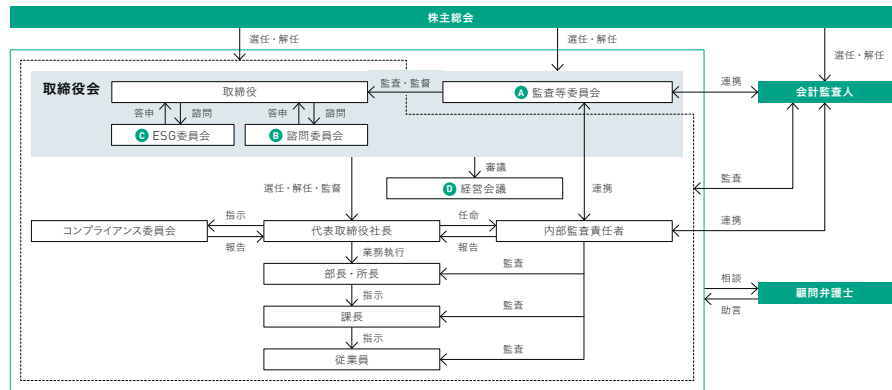 株主総会
選任・解任
選任・解任
選任・解任
取締役会
取締役
監査・監督
A 監査等委員会
連携
会計監査人
答申
諮問
答申
諮問
C ESG委員会
B 諮問委員会
審議
D 経営会議
選任・解任・監督
連携
監査
コンプライアンス委員会
指示
報告
代表取締役社長
任命
報告
内部監査責任者
連携
業務執行
部長・所長
監査
指示
課長
監査
指示
従業員
監査
相談
助言
顧問弁護士